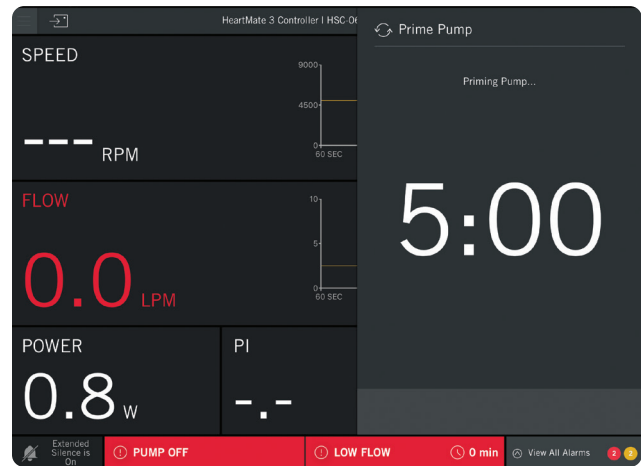 HeartMate 3 Controller I HSC-06
Prime Pump
SPEED
9000
4500
0
60 SEC
--- RPM
Priming Pump...
5:00
FLOW
10
5
0
60 SEC
0.0 LPM
POWER
0.8 W
PI
-.-
Extended
Silence is
On
PUMP OFF
LOW FLOW
0 min
View All Alarms
2
2